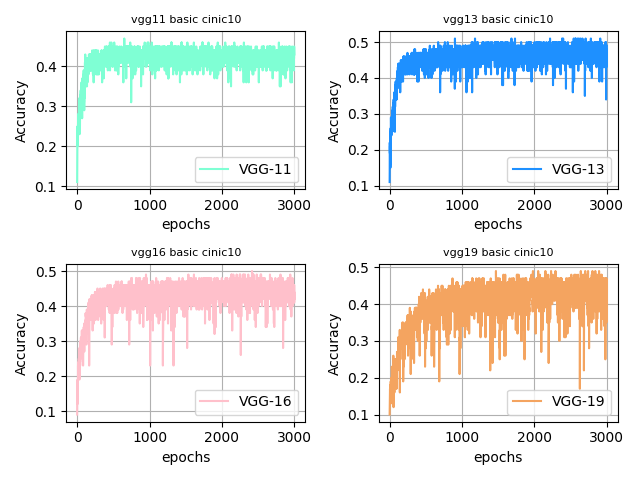 vgg11 basic cinic10
Accuracy
0.4
0.3
0.2
0.1
VGG-11
0 1000 2000 3000
epochs
vgg13 basic cinic10
Accuracy
0.5
0.4
0.3
0.2
0.1
VGG-13
0 1000 2000 3000
epochs
vgg16 basic cinic10
Accuracy
0.5
0.4
0.3
0.2
0.1
VGG-16
0 1000 2000 3000
epochs
vgg19 basic cinic10
Accuracy
0.5
0.4
0.3
0.2
0.1
VGG-19
0 1000 2000 3000
epochs